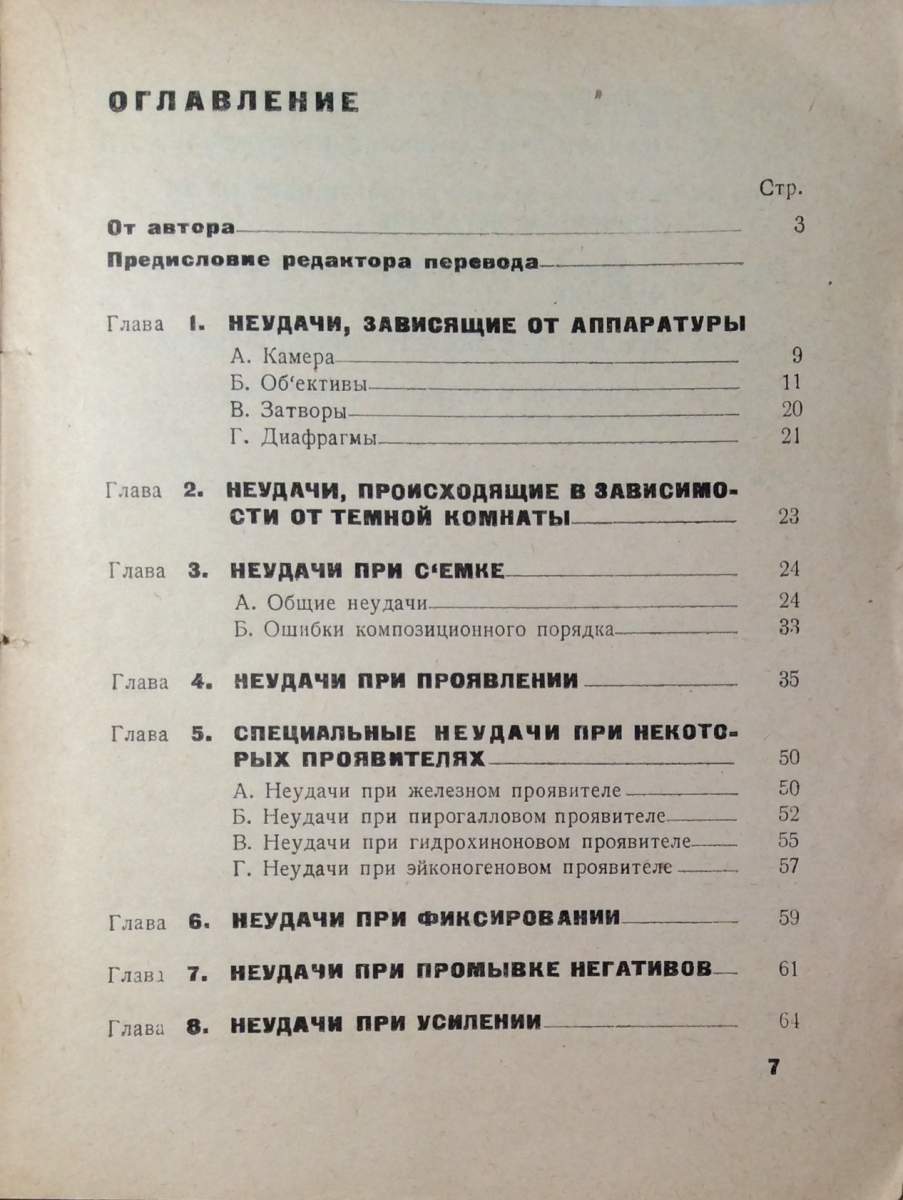 ОГЛАВЛЕНИЕ
Стр.
От автора 3
Предисловие редактора перевода
Глава 1. НЕУДАЧИ, ЗАВИСЯЩИЕ ОТ АППАРАТУРЫ
А. Камера 9
Б. Об‘ективы 11
В. Затворы 20
Г. Диафрагмы 21
Глава 2. НЕУДАЧИ, ПРОИСХОДЯЩИЕ В ЗАВИСИМО-
СТИ ОТ ТЕМНОЙ КОМНАТЫ 23
Глава 3. НЕУДАЧИ ПРИ С‘ЕМКЕ 24
А. Общие неудачи 24
Б. Ошибки композиционного порядка 33
Глава 4. НЕУДАЧИ ПРИ ПРОЯВЛЕНИИ 35
Глава 5. СПЕЦИАЛЬНЫЕ НЕУДАЧИ ПРИ НЕКОТО-
РЫХ ПРОЯВИТЕЛЯХ 50
А. Неудачи при железном проявителе 50
Б. Неудачи при пирогалловом проявителе 52
В. Неудачи при гидрохиноновом проявителе 55
Г. Неудачи при эйконогеновом проявителе 57
Глава 6. НЕУДАЧИ ПРИ ФИКСИРОВАНИИ 59
Глава 7. НЕУДАЧИ ПРИ ПРОМЫВКЕ НЕГАТИВОВ 61
Глава 8. НЕУДАЧИ ПРИ УСИЛЕНИИ 64
7